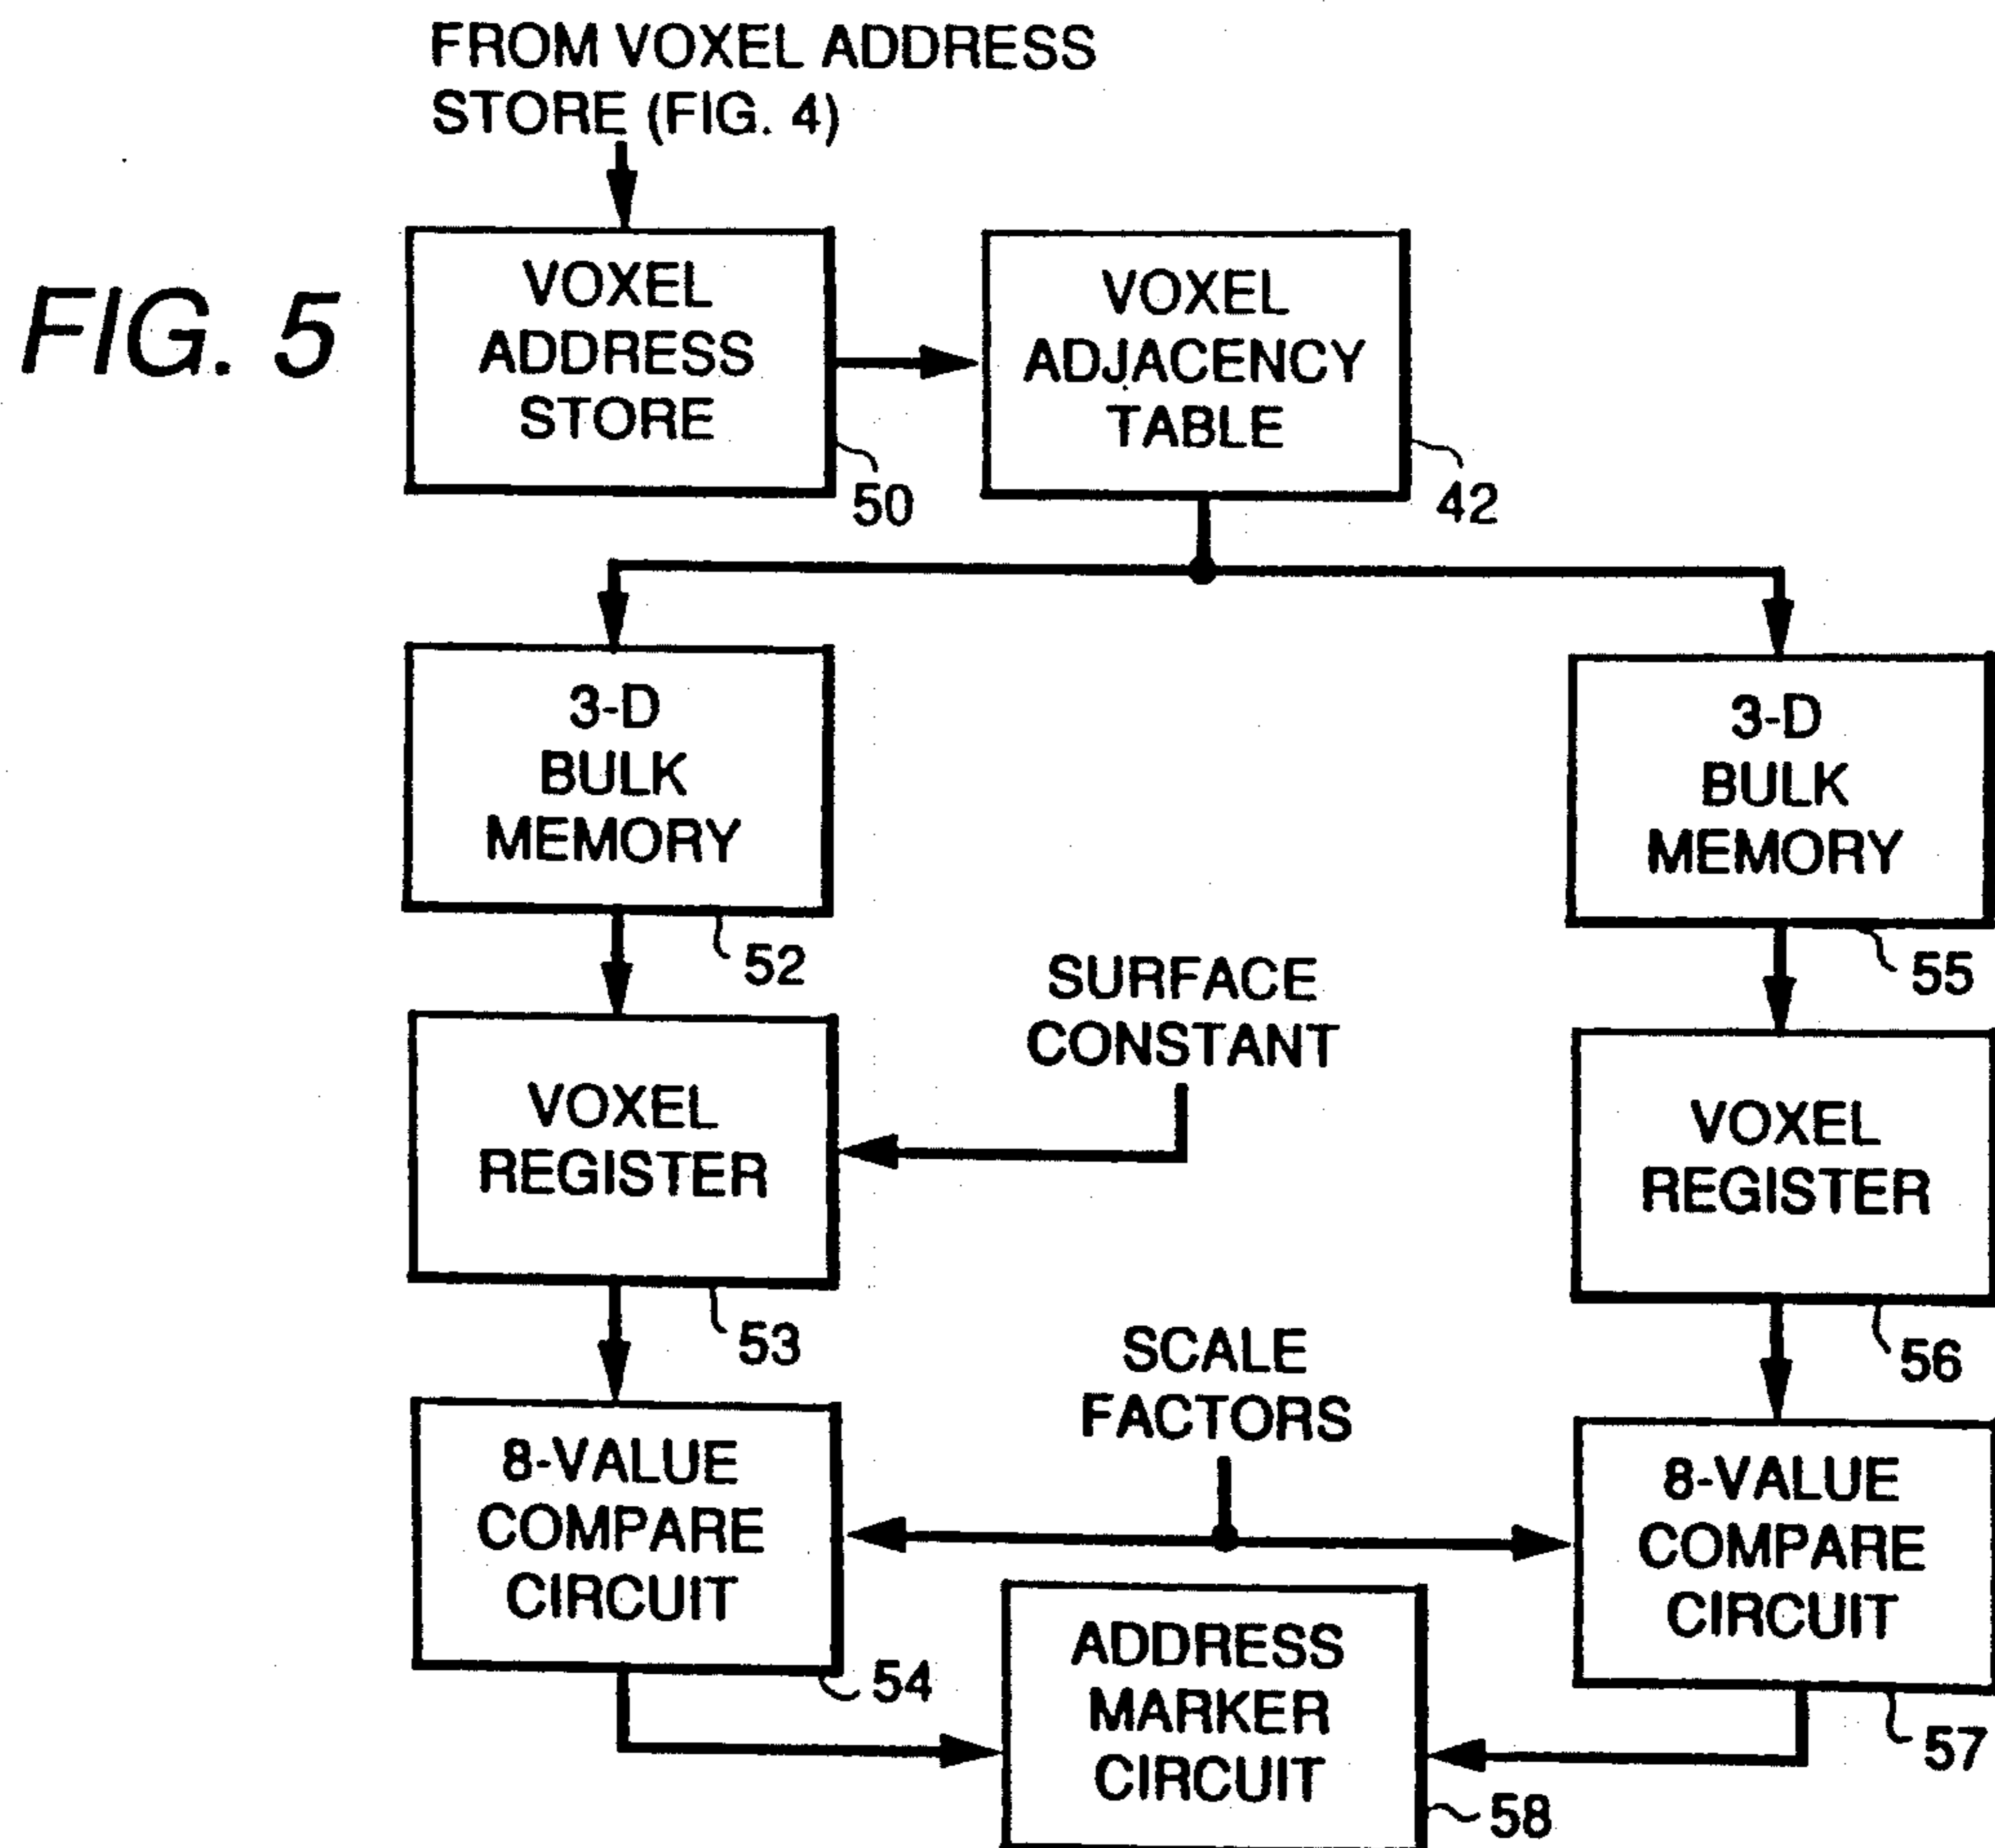 FROM VOXEL ADDRESS
STORE (FIG. 4)
FIG. 5
VOXEL
ADDRESS
STORE
50
VOXEL
ADJACENCY
TABLE
42
3-D
BULK
MEMORY
52
3-D
BULK
MEMORY
55
SURFACE
CONSTANT
VOXEL
REGISTER
53
VOXEL
REGISTER
56
SCALE
FACTORS
8-VALUE
COMPARE
CIRCUIT
54
8-VALUE
COMPARE
CIRCUIT
57
ADDRESS
MARKER
CIRCUIT
58